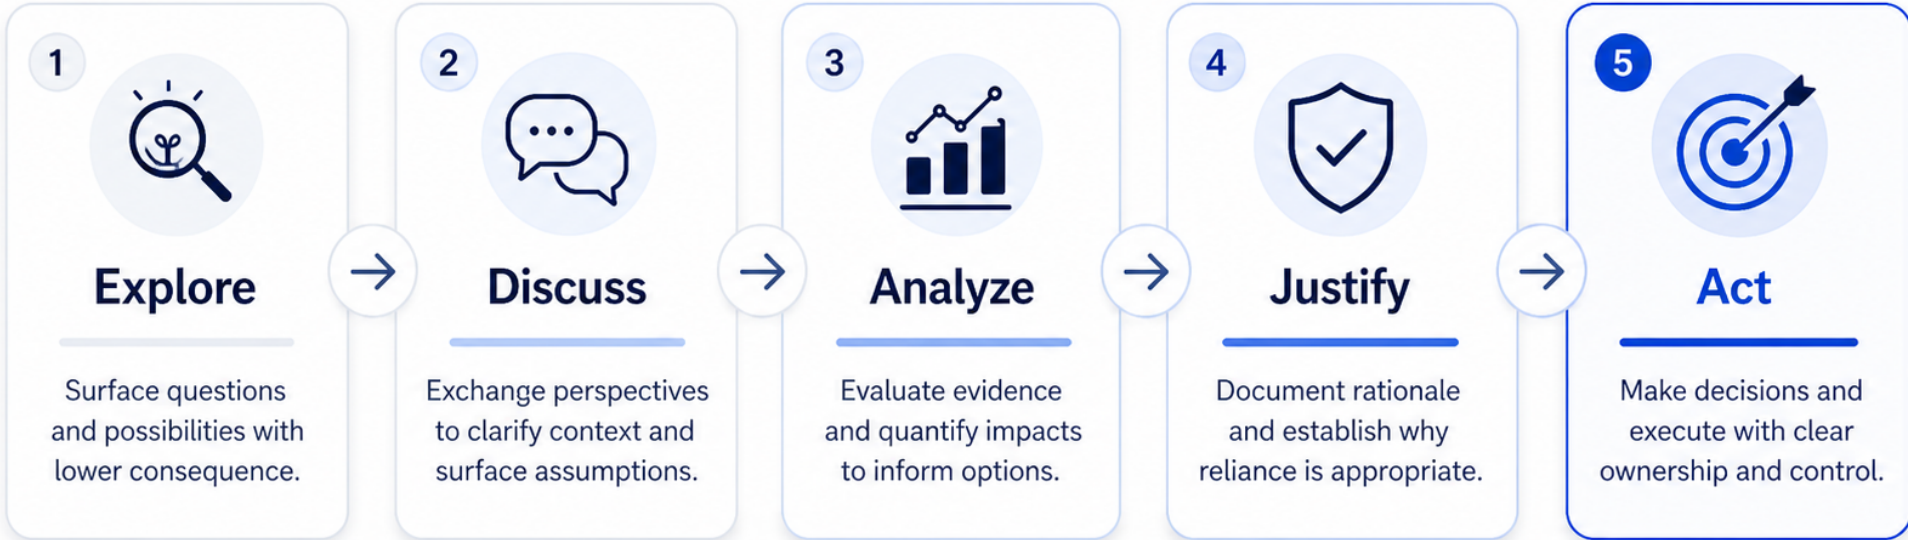 1
Explore
Surface questions
and possibilities with
lower consequence.
2
Discuss
Exchange perspectives
to clarify context and
surface assumptions.
3
Analyze
Evaluate evidence
and quantify impacts
to inform options.
4
Justify
Document rationale
and establish why
reliance is appropriate.
5
Act
Make decisions and
execute with clear
ownership and control.